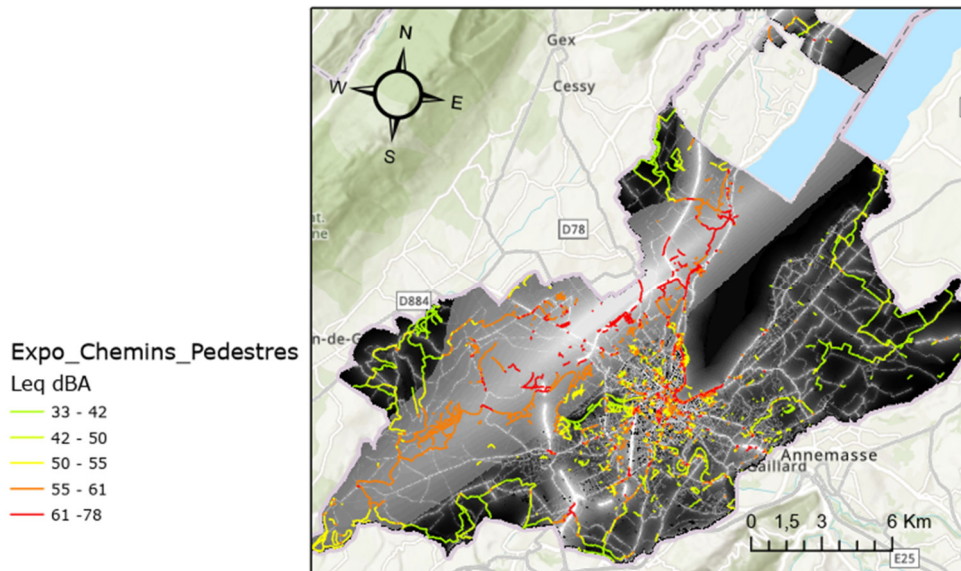 Expo_Chemins_Pedestres
Leq dBA
33 - 42
42 - 50
50 - 55
55 - 61
61 -78
Gex
Cessy
N
W
E
S
D78
D884
n-de-G
Annemasse
Gaillard
0 1,5 3 6 Km
E25